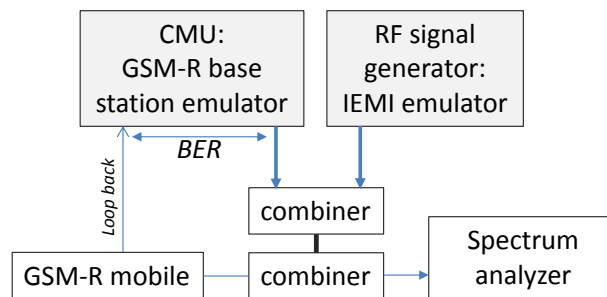 CMU:
GSM-R base
station emulator
RF signal
generator:
IEMI emulator
BER
Loop back
combiner
GSM-R mobile
combiner
Spectrum
analyzer